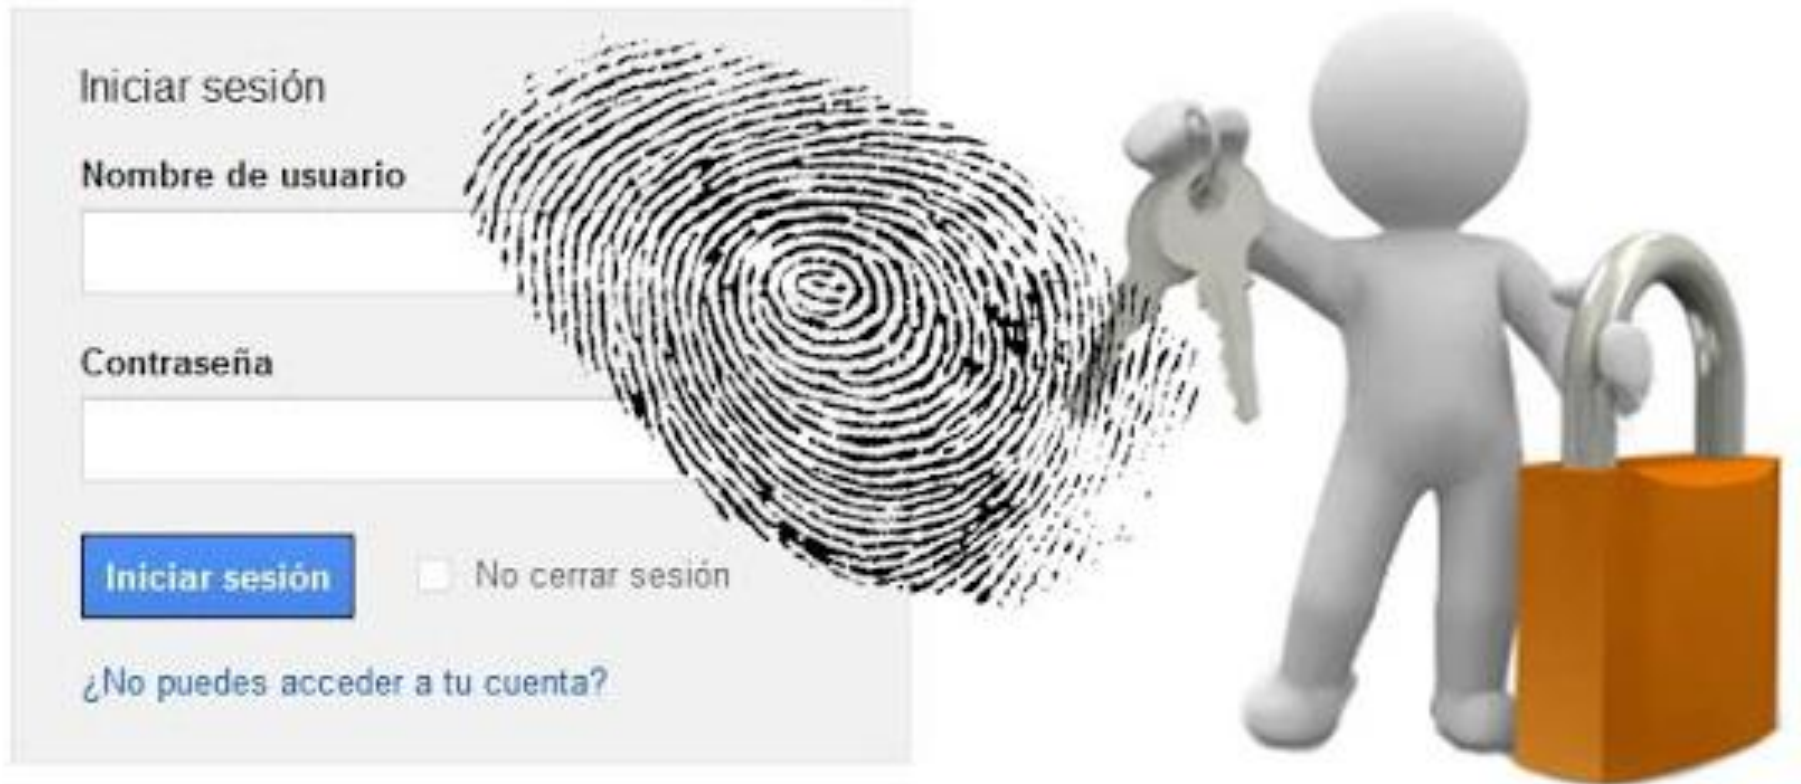 Iniciar sesión
Nombre de usuario
Contraseña
Iniciar sesión
No cerrar sesión
¿No puedes acceder a tu cuenta?